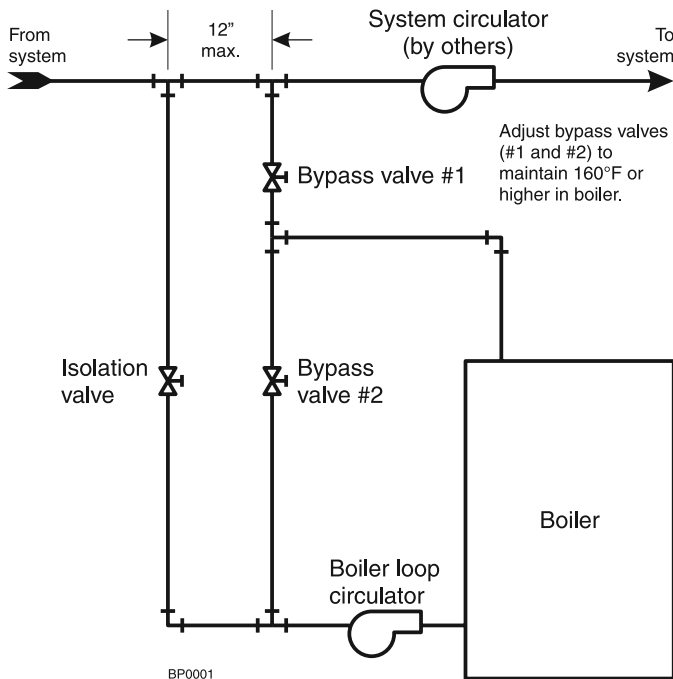 From
system
12”
max.
System circulator
(by others)
To
system
Adjust bypass valves
(#1 and #2) to
maintain 160°F or
higher in boiler.
Bypass valve #1
Isolation
valve
Bypass
valve #2
Boiler
Boiler loop
circulator
BP0001